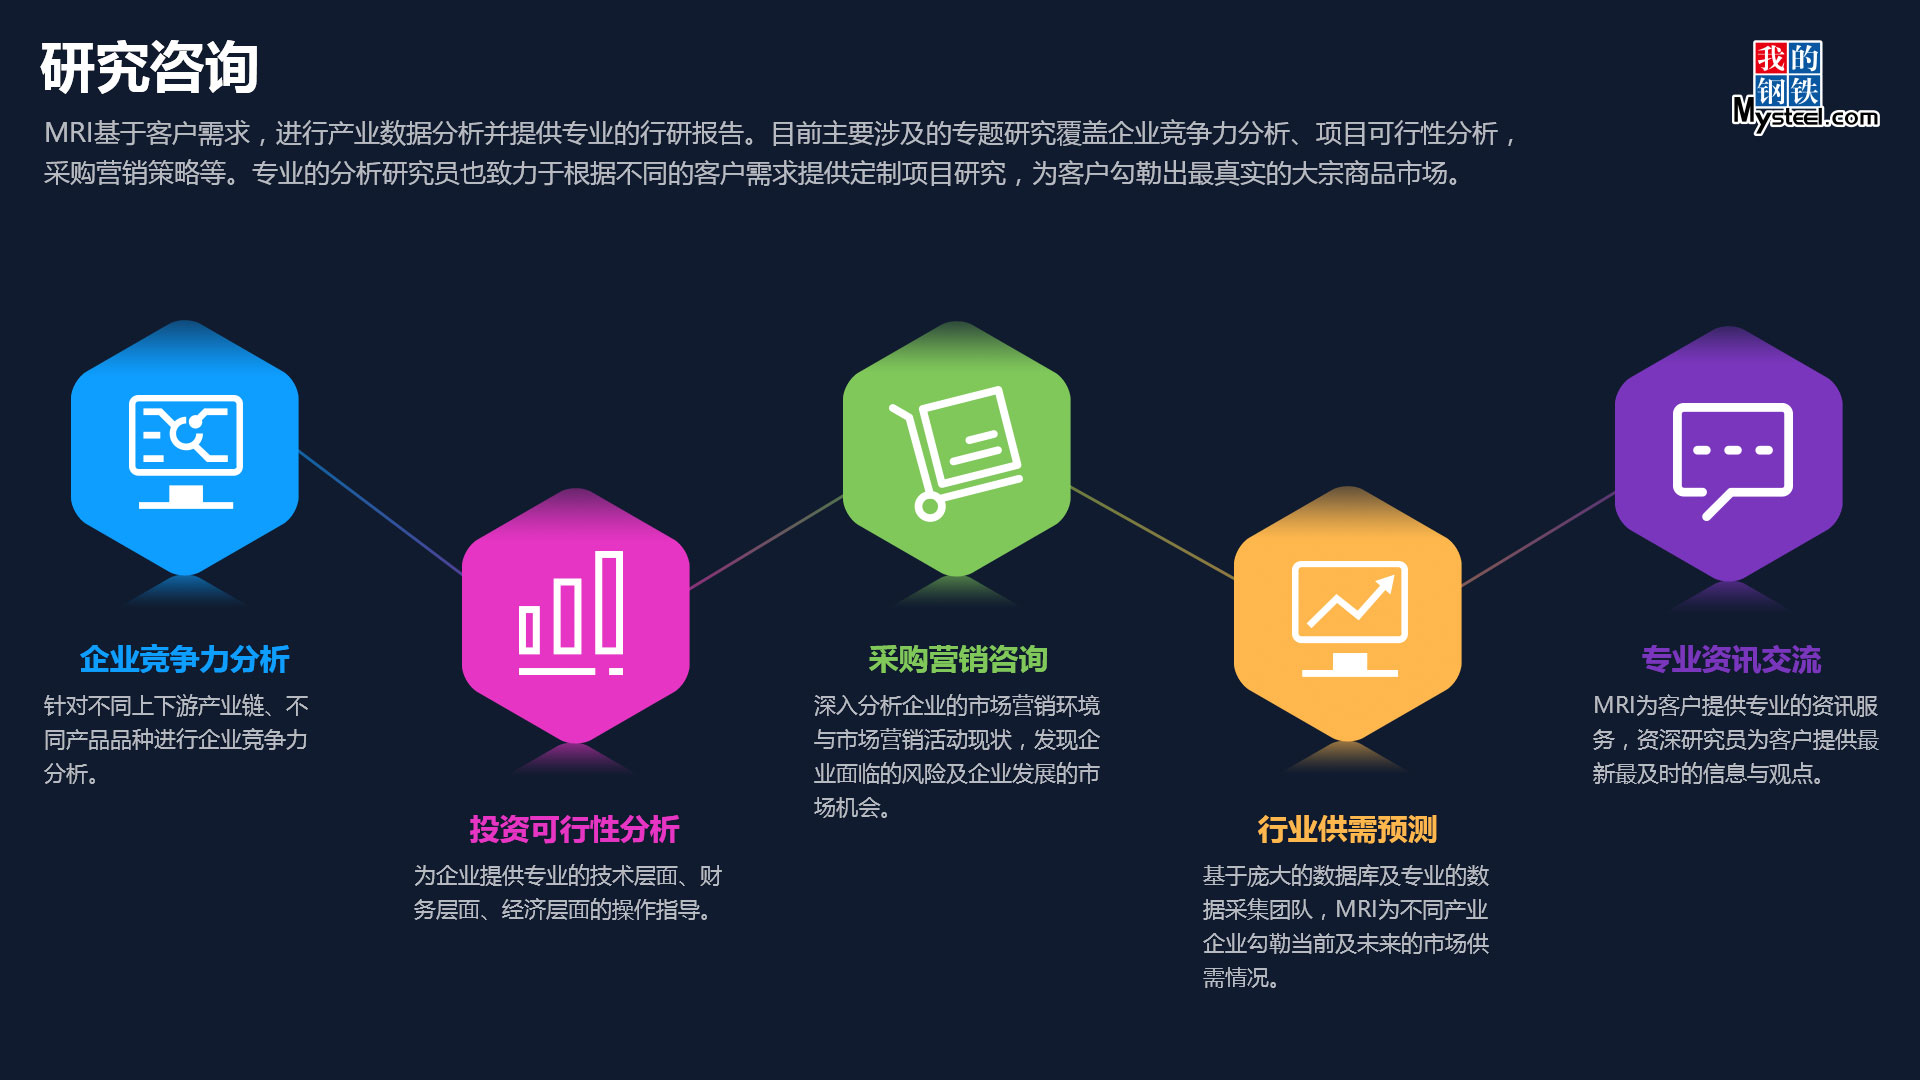 研究咨询
我的
钢铁
Mysteel.com
MRI基于客户需求，进行产业数据分析并提供专业的行研报告。目前主要涉及的专题研究覆盖企业竞争力分析、项目可行性分析，
采购营销策略等。专业的分析研究员也致力于根据不同的客户需求提供定制项目研究，为客户勾勒出最真实的大宗商品市场。
企业竞争力分析
针对不同上下游产业链、不
同产品品种进行企业竞争力
分析。
投资可行性分析
为企业提供专业的技术层面、财
务层面、经济层面的操作指导。
采购营销咨询
深入分析企业的市场营销环境
与市场营销活动现状，发现企
业面临的风险及企业发展的市
场机会。
行业供需预测
基于庞大的数据库及专业的数
据采集团队，MRI为不同产业
企业勾勒当前及未来的市场供
需情况。
专业资讯交流
MRI为客户提供专业的资讯服
务，资深研究员为客户提供最
新最及时的信息与观点。